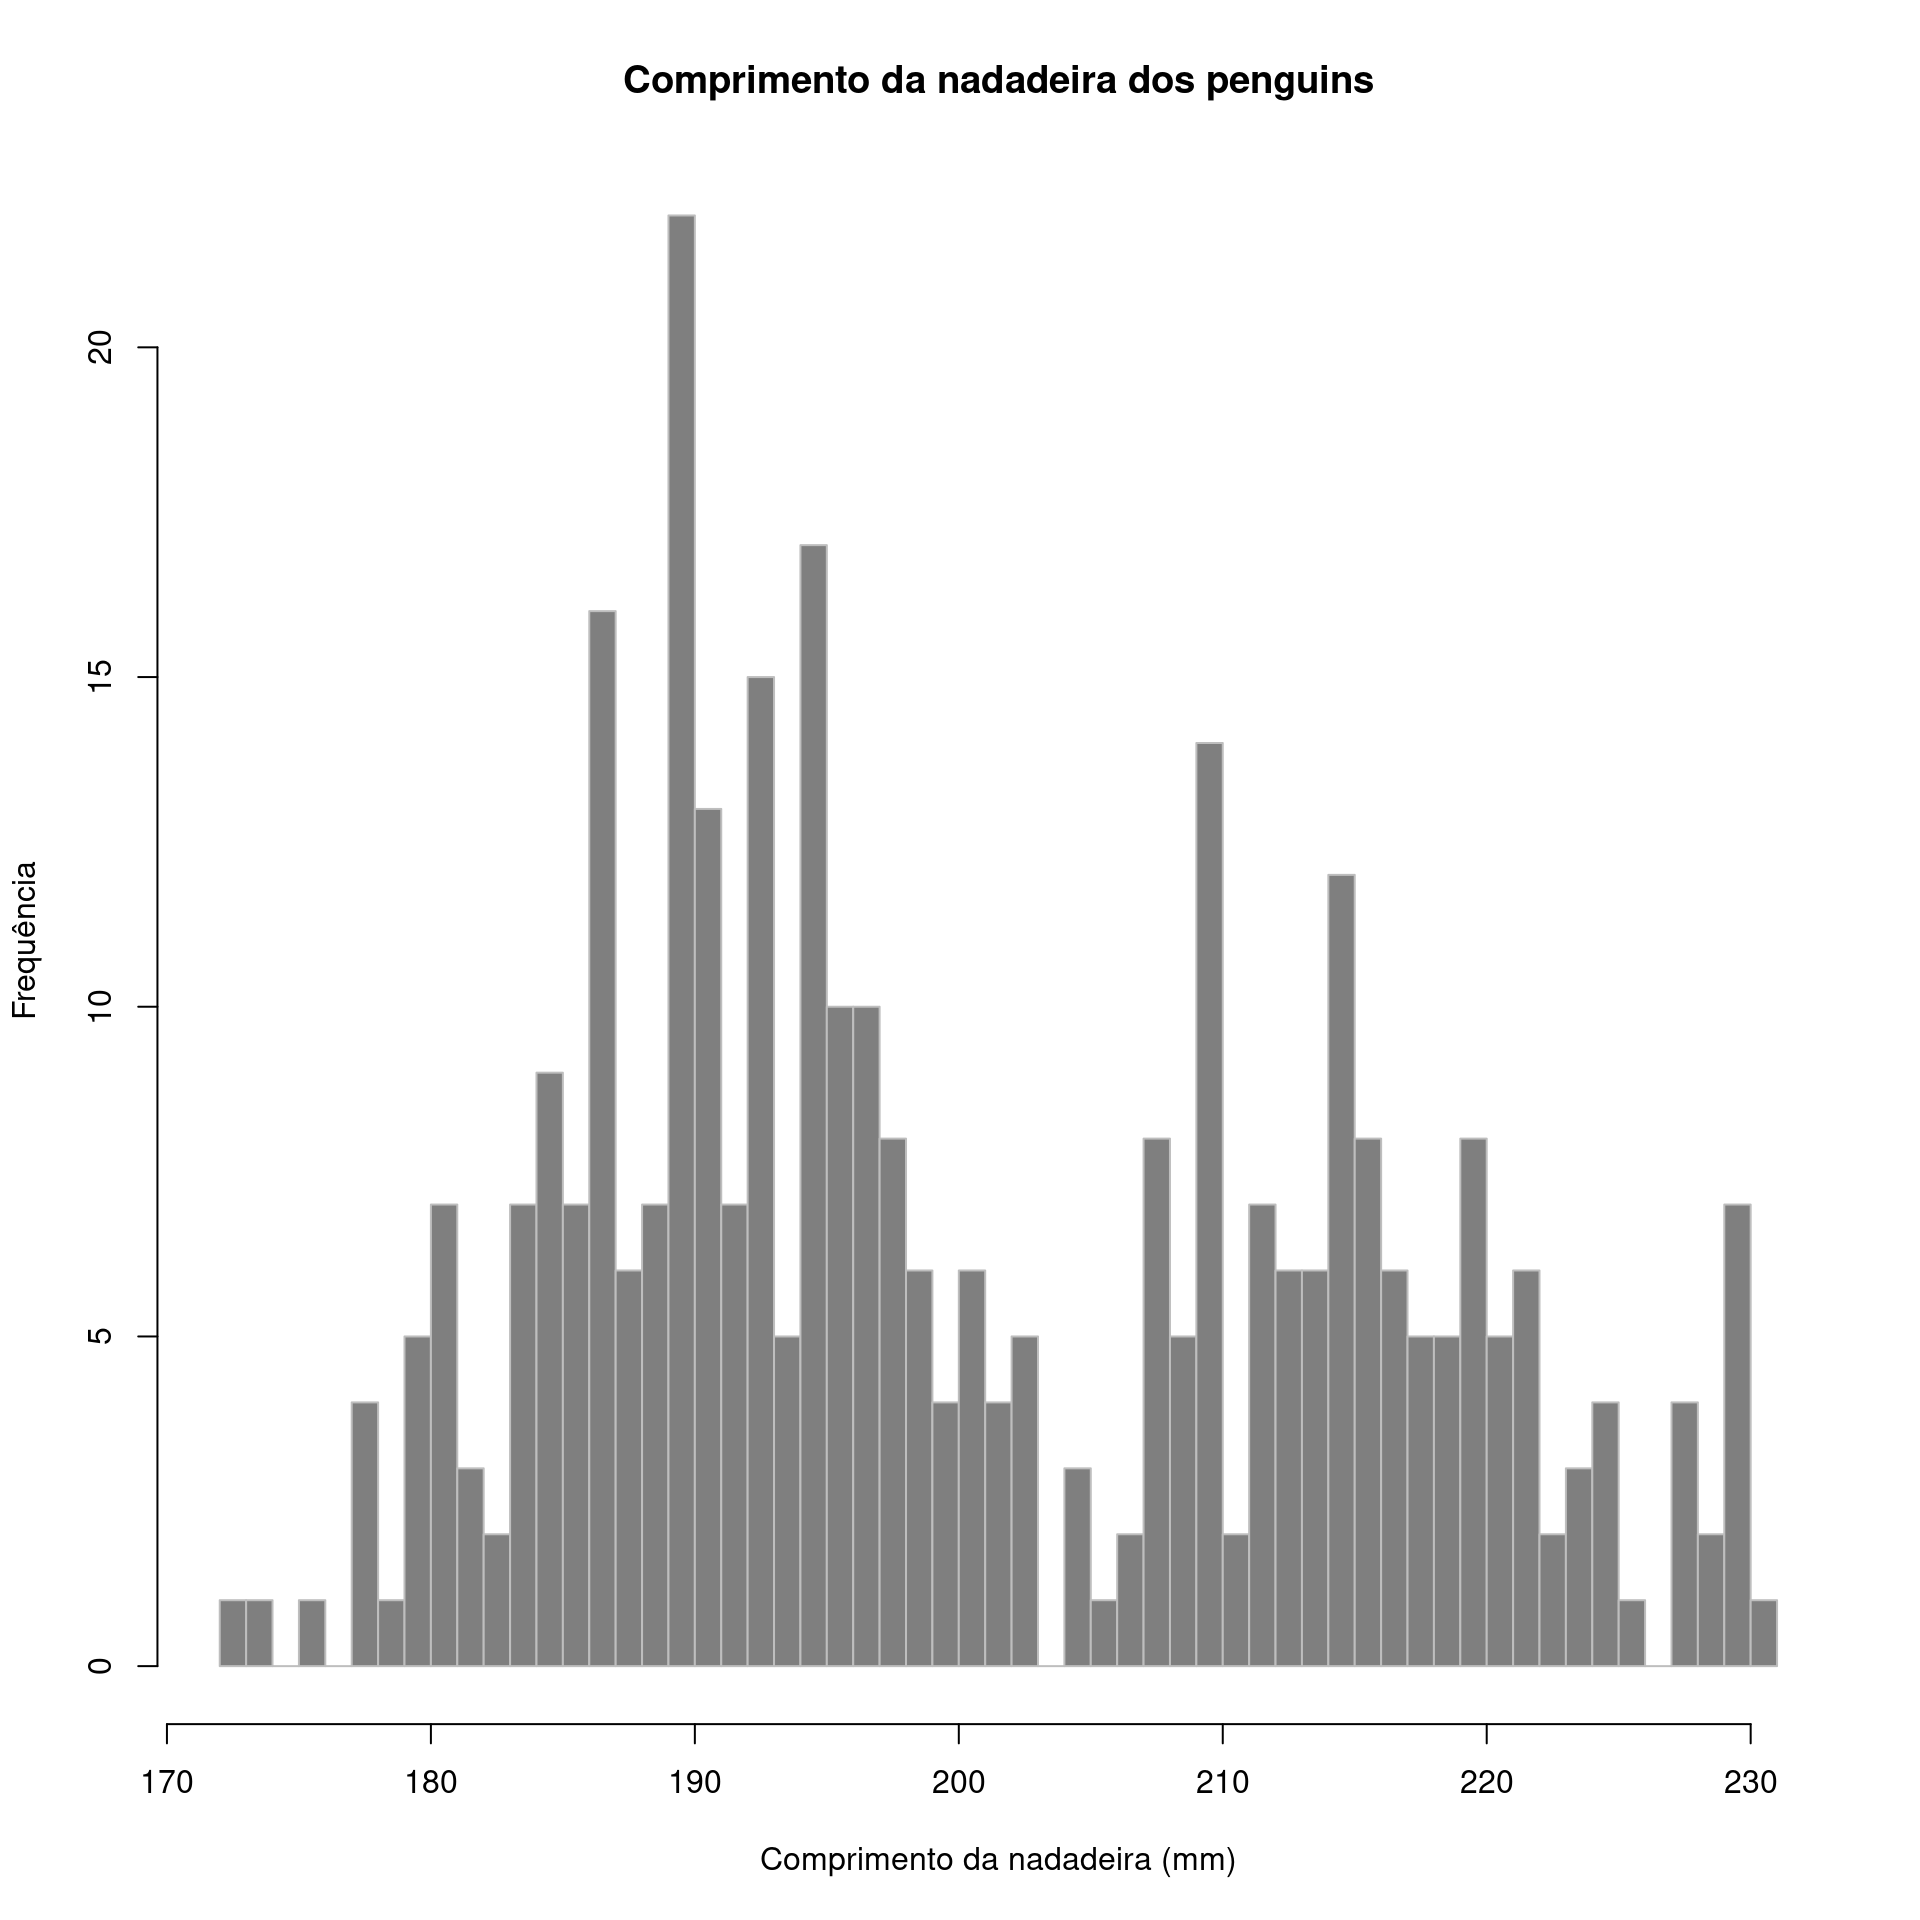 Comprimento da nadadeira dos penguins
Frequência
20
15
10
5
0
170 180 190 200 210 220 230
Comprimento da nadadeira (mm)